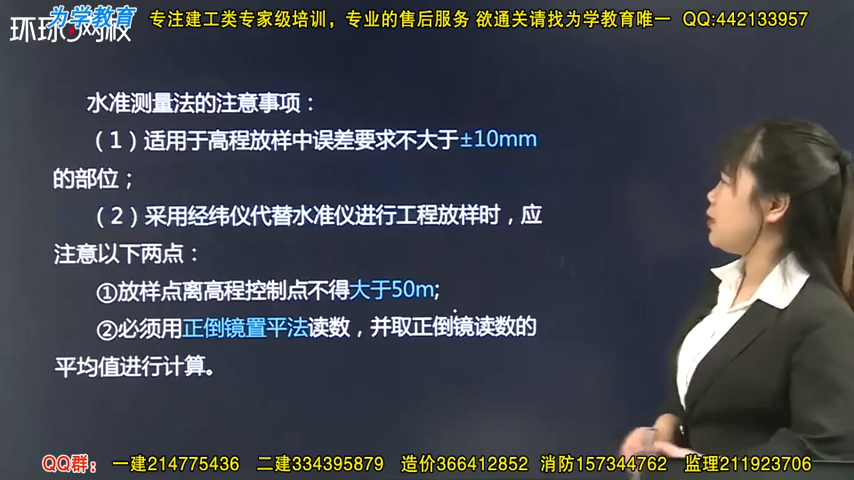 为学教育
环球网校
专注建工类专家级培训，专业的售后服务 欲通关请找为学教育唯一 QQ:442133957
水准测量法的注意事项：
（1）适用于高程放样中误差要求不大于±10mm
的部位；
（2）采用经纬仪代替水准仪进行工程放样时，应
注意以下两点：
①放样点离高程控制点不得大于50m;
②必须用正倒镜置平法读数，并取正倒镜读数的
平均值进行计算。
QQ群： 一建214775436 二建334395879 造价366412852 消防157344762 监理211923706